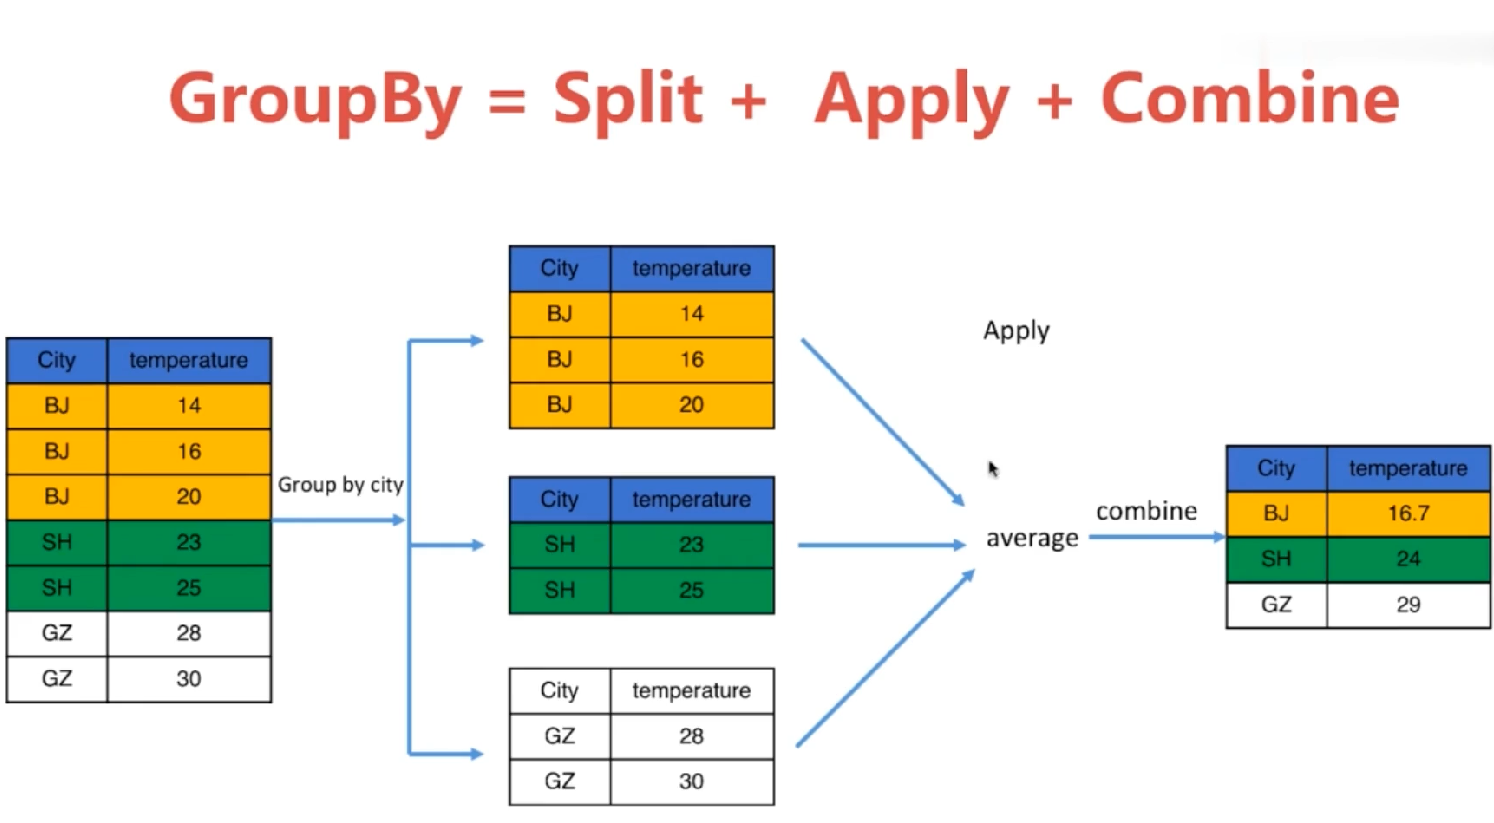 GroupBy = Split + Apply + Combine
City temperature
BJ 14
BJ 16
BJ 20
SH 23
SH 25
GZ 28
GZ 30
Group by city
City temperature
BJ 14
BJ 16
BJ 20
City temperature
SH 23
SH 25
City temperature
GZ 28
GZ 30
Apply
average
combine
City temperature
BJ 16.7
SH 24
GZ 29